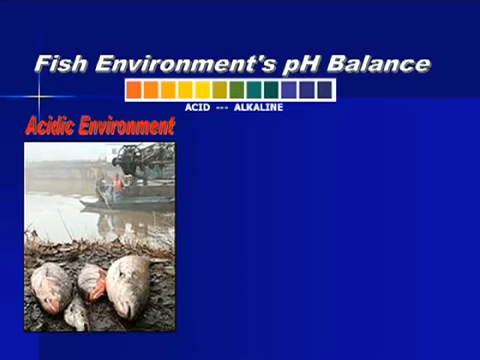 Fish Environment's pH Balance
ACID --- ALKALINE
Acidic Environment